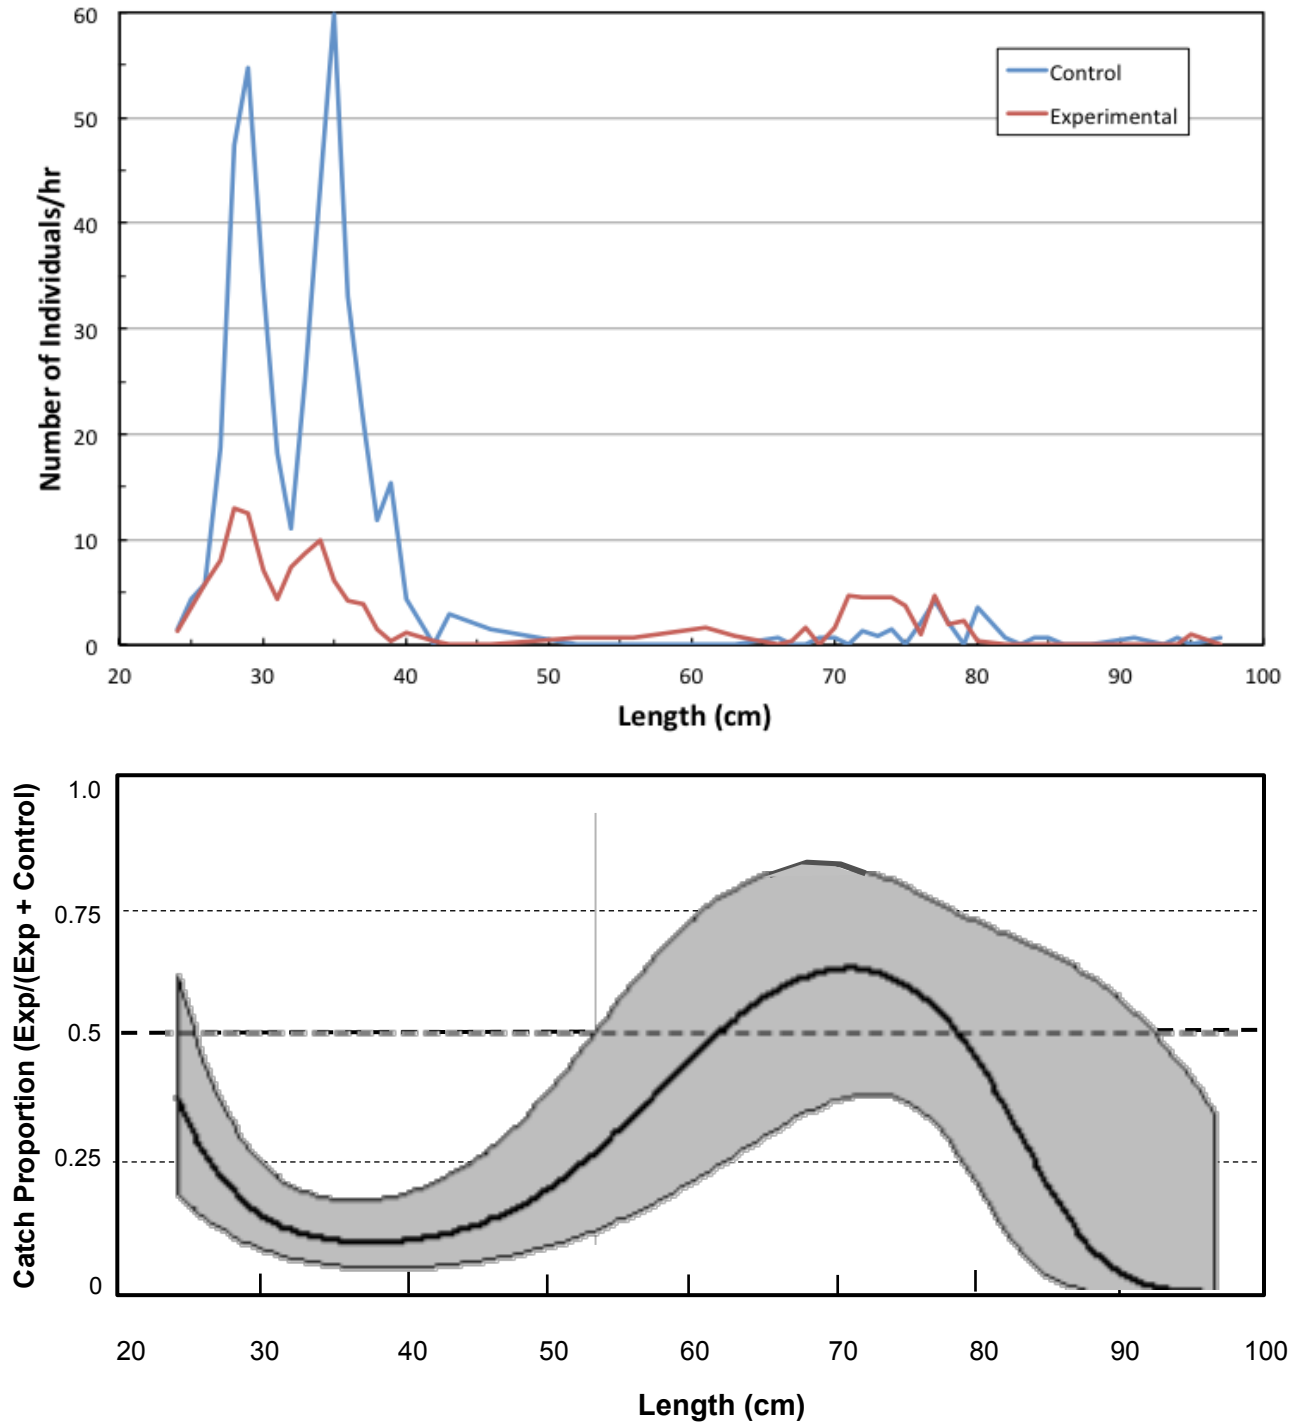 60
50
40
30
20
10
0
Number of Individuals/hr
Control
Experimental
20 30 40 50 60 70 80 90 100
Length (cm)
1.0
0.75
0.5
0.25
0
Catch Proportion (Exp/(Exp + Control)
20 30 40 50 60 70 80 90 100
Length (cm)